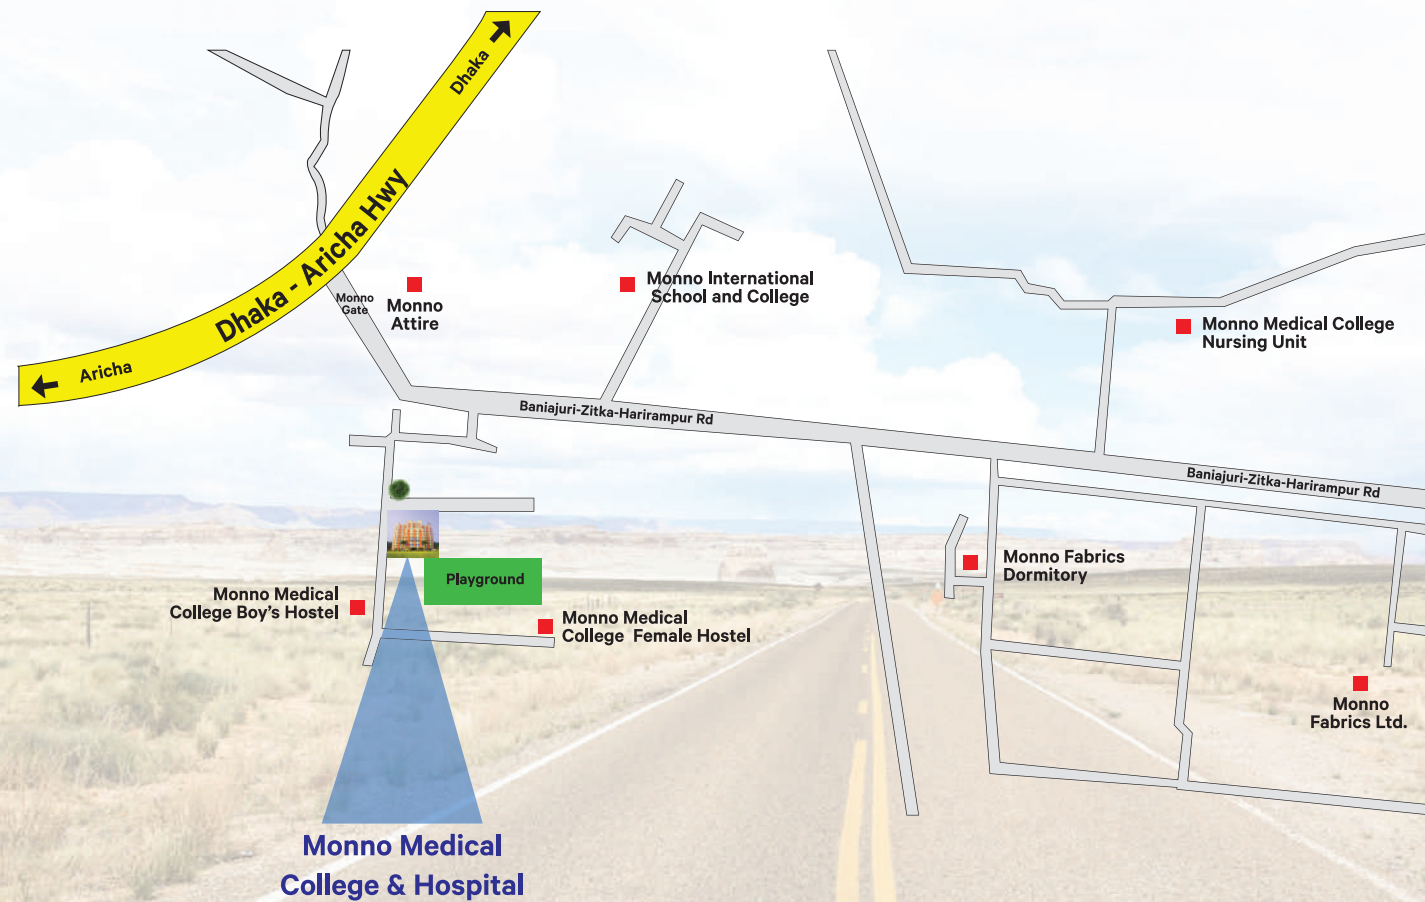 Dhaka
Dhaka - Aricha Hwy
Aricha
Monno
Gate
Monno
Attire
Monno International
School and College
Monno Medical College
Nursing Unit
Baniajuri-Zitka-Harirampur Rd
Baniajuri-Zitka-Harirampur Rd
Monno Fabrics
Dormitory
Playground
Monno Medical
College Boy's Hostel
Monno Medical
College Female Hostel
Monno
Fabrics Ltd.
Monno Medical
College & Hospital